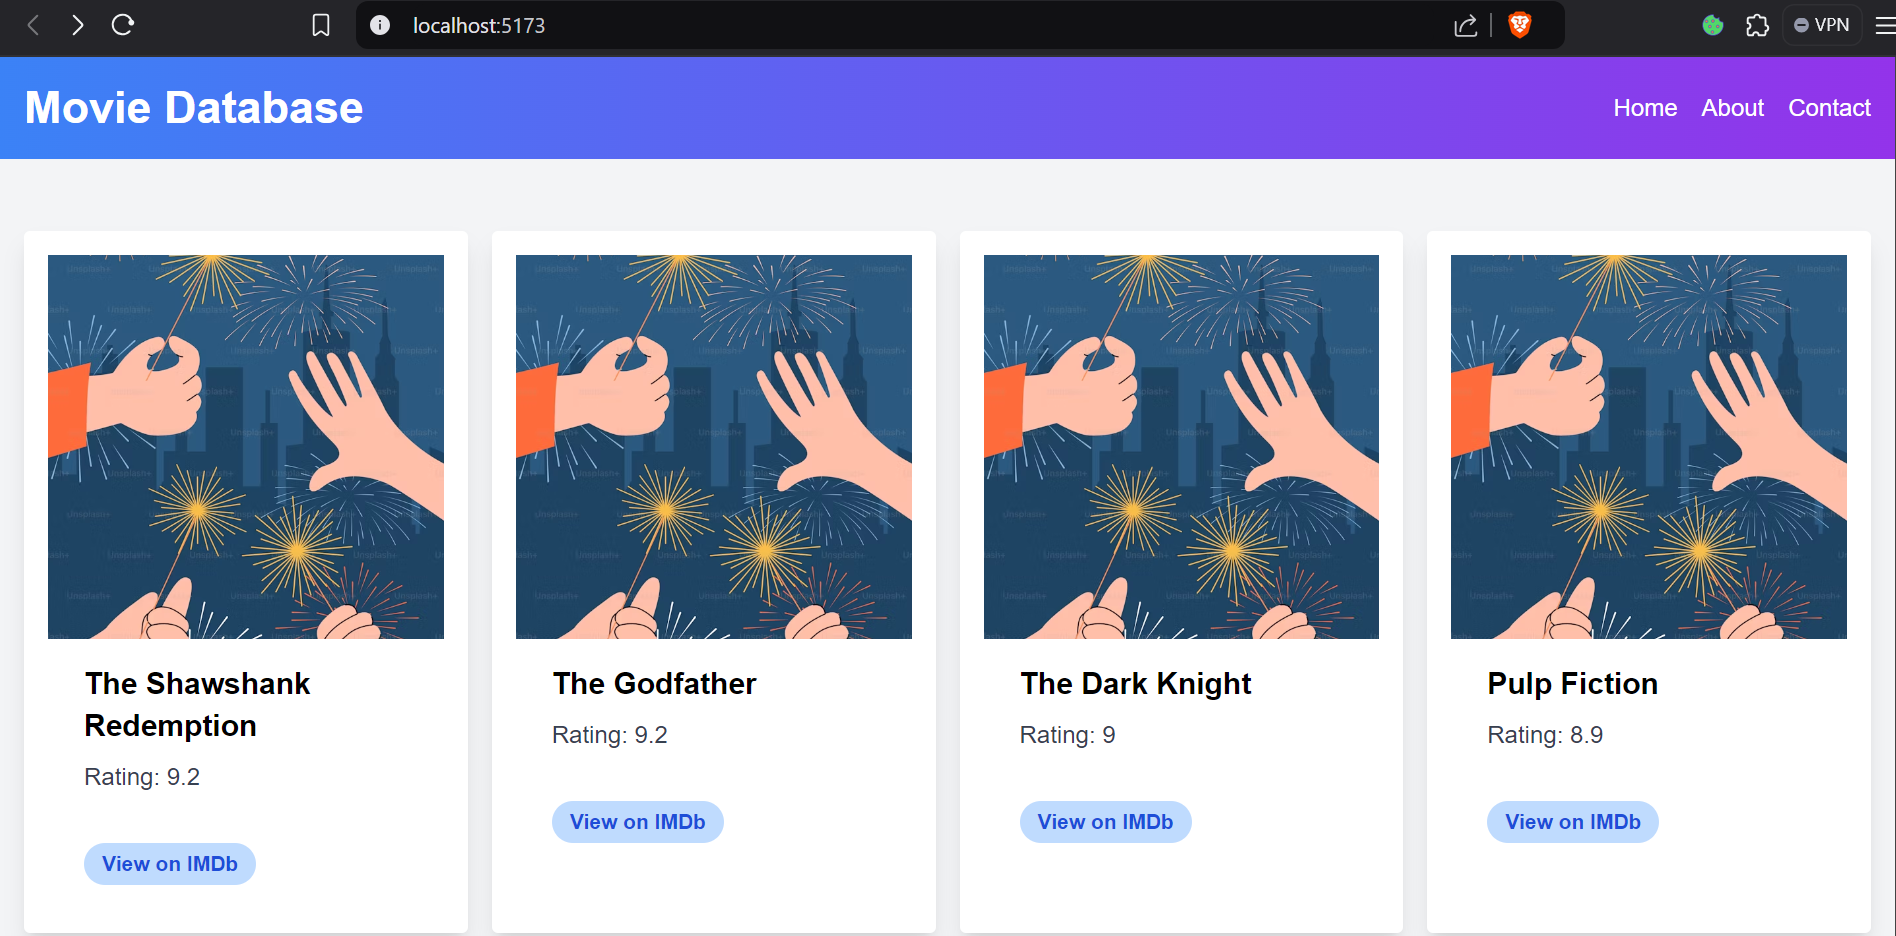 localhost:5173
VPN
Movie Database
Home About Contact
The Shawshank
Redemption
Rating: 9.2
View on IMDb
The Godfather
Rating: 9.2
View on IMDb
The Dark Knight
Rating: 9
View on IMDb
Pulp Fiction
Rating: 8.9
View on IMDb